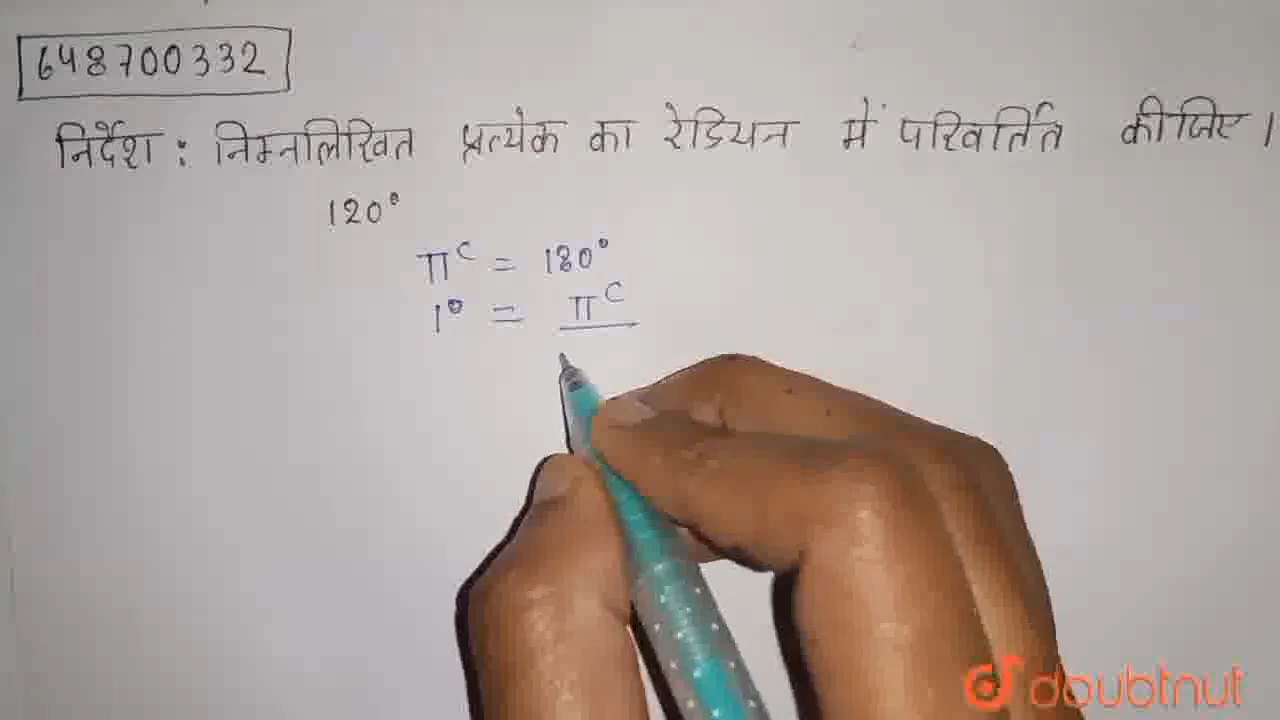 648700332
निर्देश : निम्नलिखित प्रत्येक का रेडियन में परिवर्तित कीजिए ।
120°
π^c = 180°
1° = π^c
doubtnut